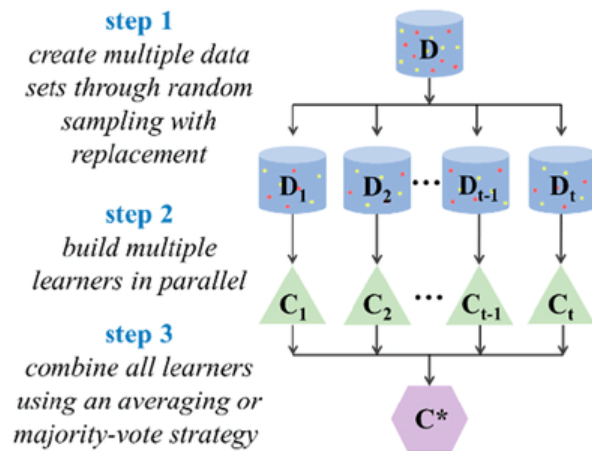 step 1
create multiple data
sets through random
sampling with
replacement
D
D1 D2 ... Dt-1 Dt
step 2
build multiple
learners in parallel
C1 C2 ... Ct-1 Ct
step 3
combine all learners
using an averaging or
majority-vote strategy
C*